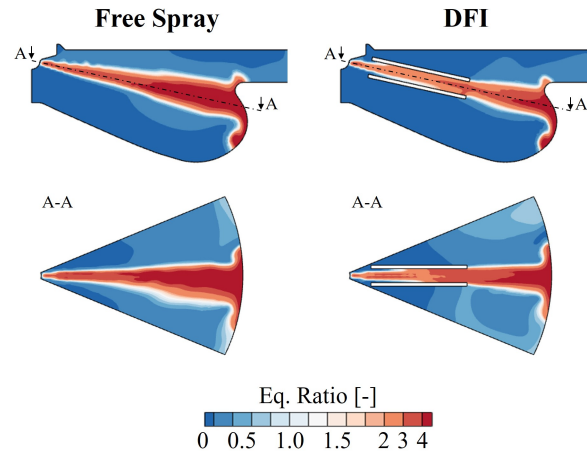 Free Spray DFI
A A
A A
A-A A-A
Eq. Ratio [-]
0 0.5 1.0 1.5 2 3 4